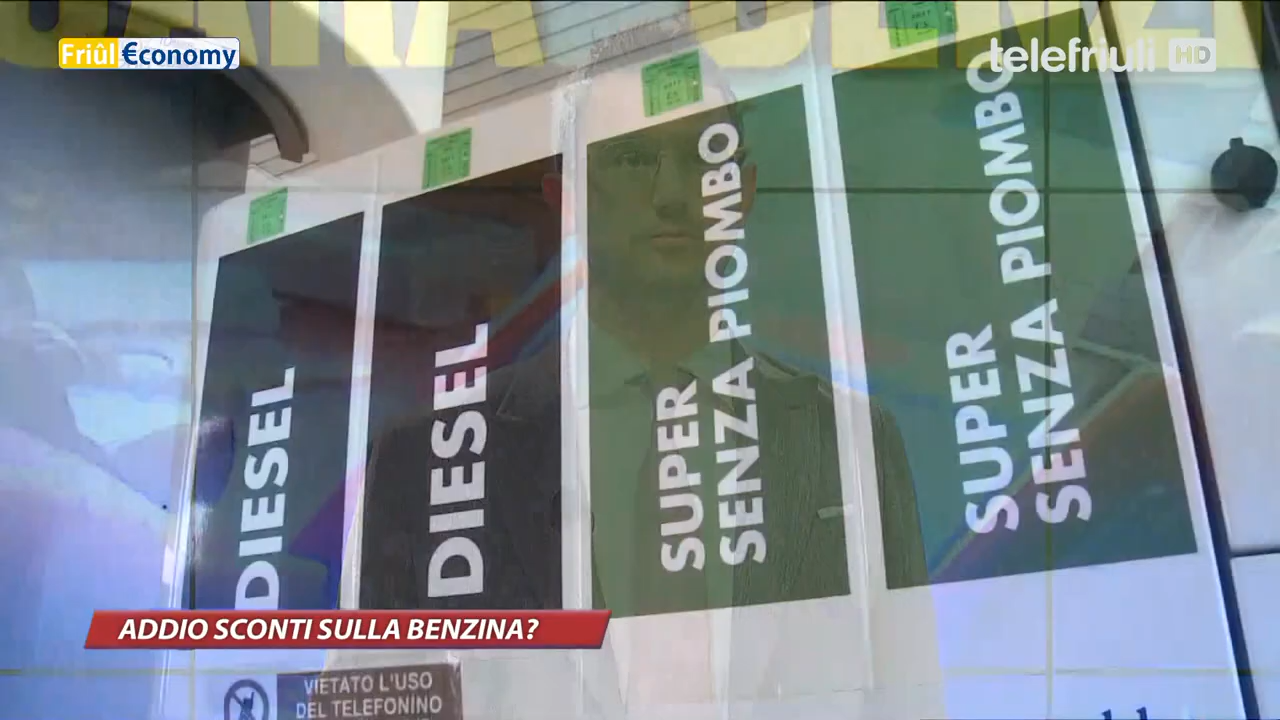 Friûl €conomy
telefriuli HD
DIESEL
DIESEL
SUPER
SENZA PIOMBO
SUPER
SENZA PIOMBO
ADDIO SCONTI SULLA BENZINA?
VIETATO L'USO
DEL TELEFONINO